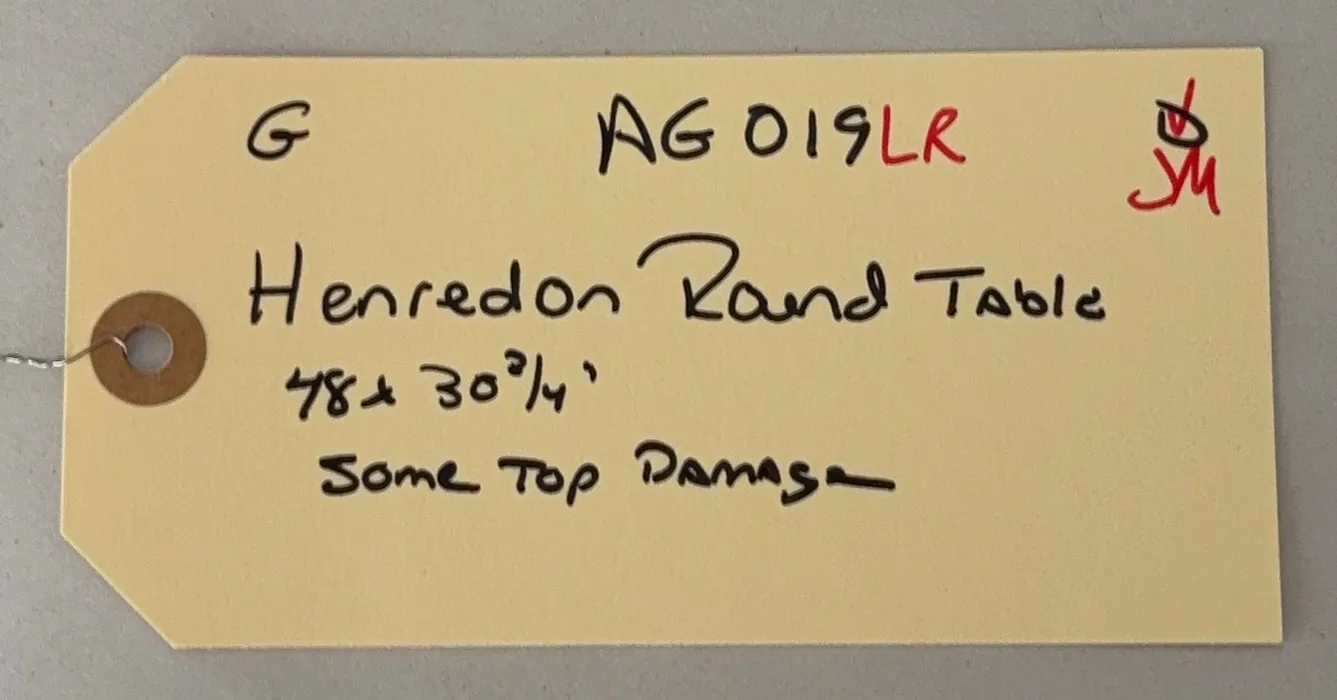 G AG019LR D
JM
Henredon Round Table
48 x 30 3/4'
Some Top Damage